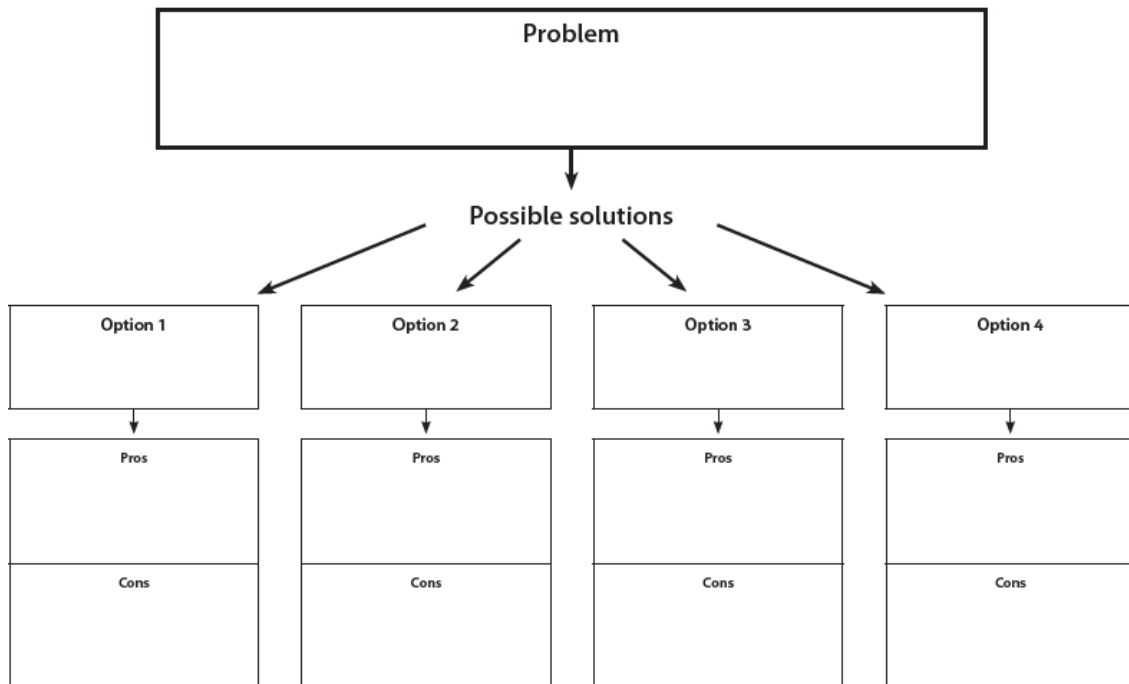 Problem
Possible solutions
Option 1
Option 2
Option 3
Option 4
Pros
Pros
Pros
Pros
Cons
Cons
Cons
Cons